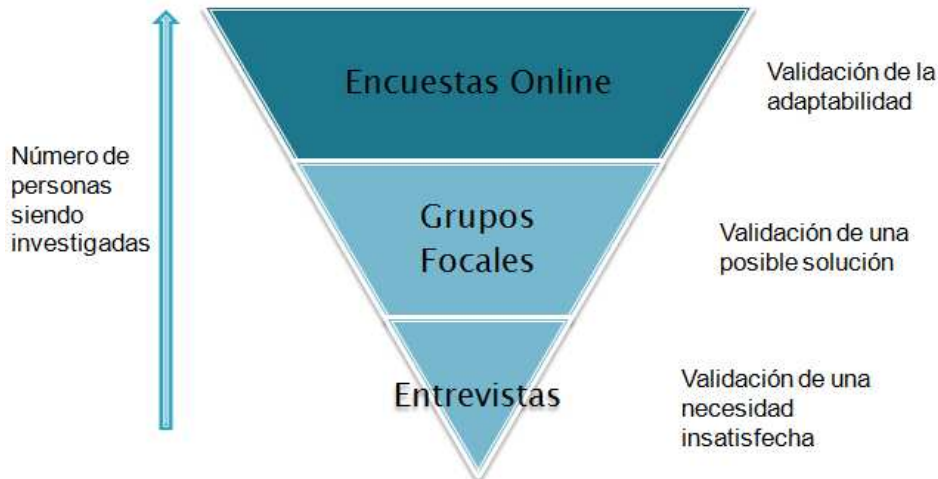 Encuestas Online
Validación de la
adaptabilidad
Número de
personas
siendo
investigadas
Grupos
Focales
Validación de una
posible solución
Entrevistas
Validación de una
necesidad
insatisfecha